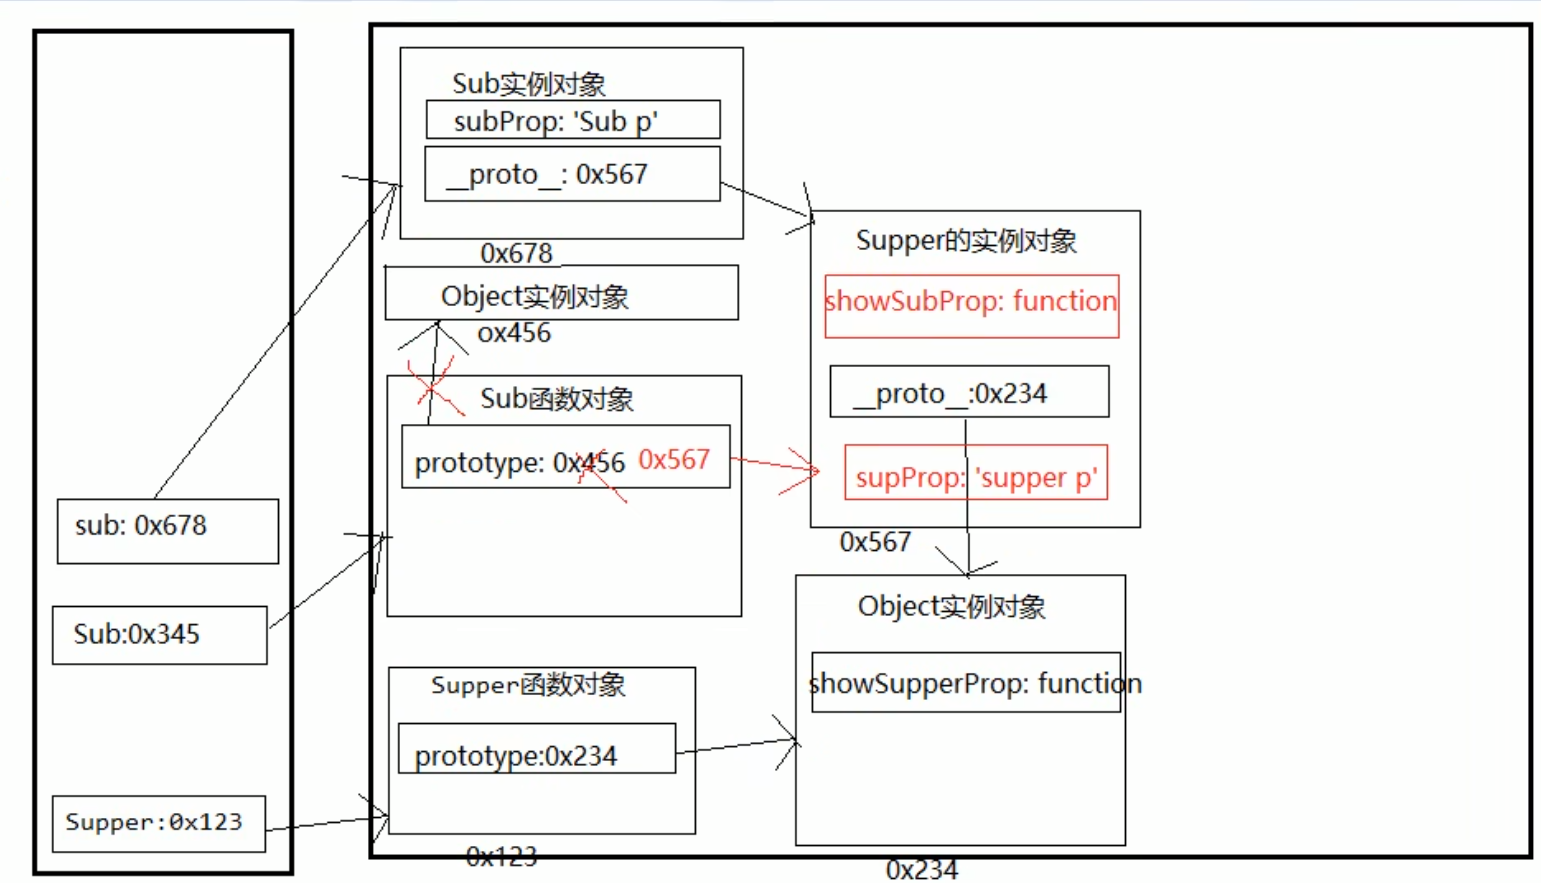 sub: 0x678
Sub:0x345
Supper:0x123
Sub实例对象
subProp: 'Sub p'
__proto__: 0x567
0x678
Object实例对象
ox456
Sub函数对象
prototype: 0x456 0x567
Supper函数对象
prototype:0x234
0x123
Supper的实例对象
showSubProp: function
__proto__:0x234
supProp: 'supper p'
0x567
Object实例对象
showSupperProp: function
0x234